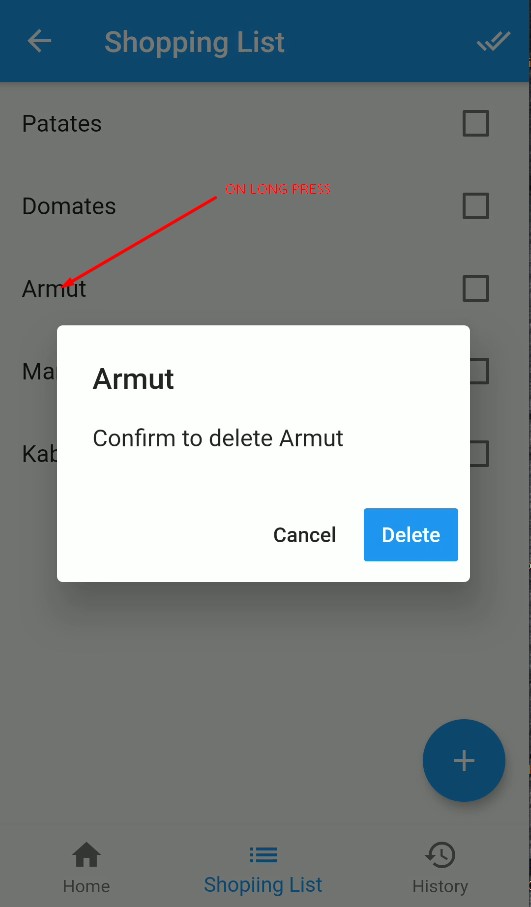 Shopping List
Patates
Domates
ON LONG PRESS
Armut
Ma
Armut
Confirm to delete Armut
Kab
Cancel
Delete
+
Home
Shopiing List
History